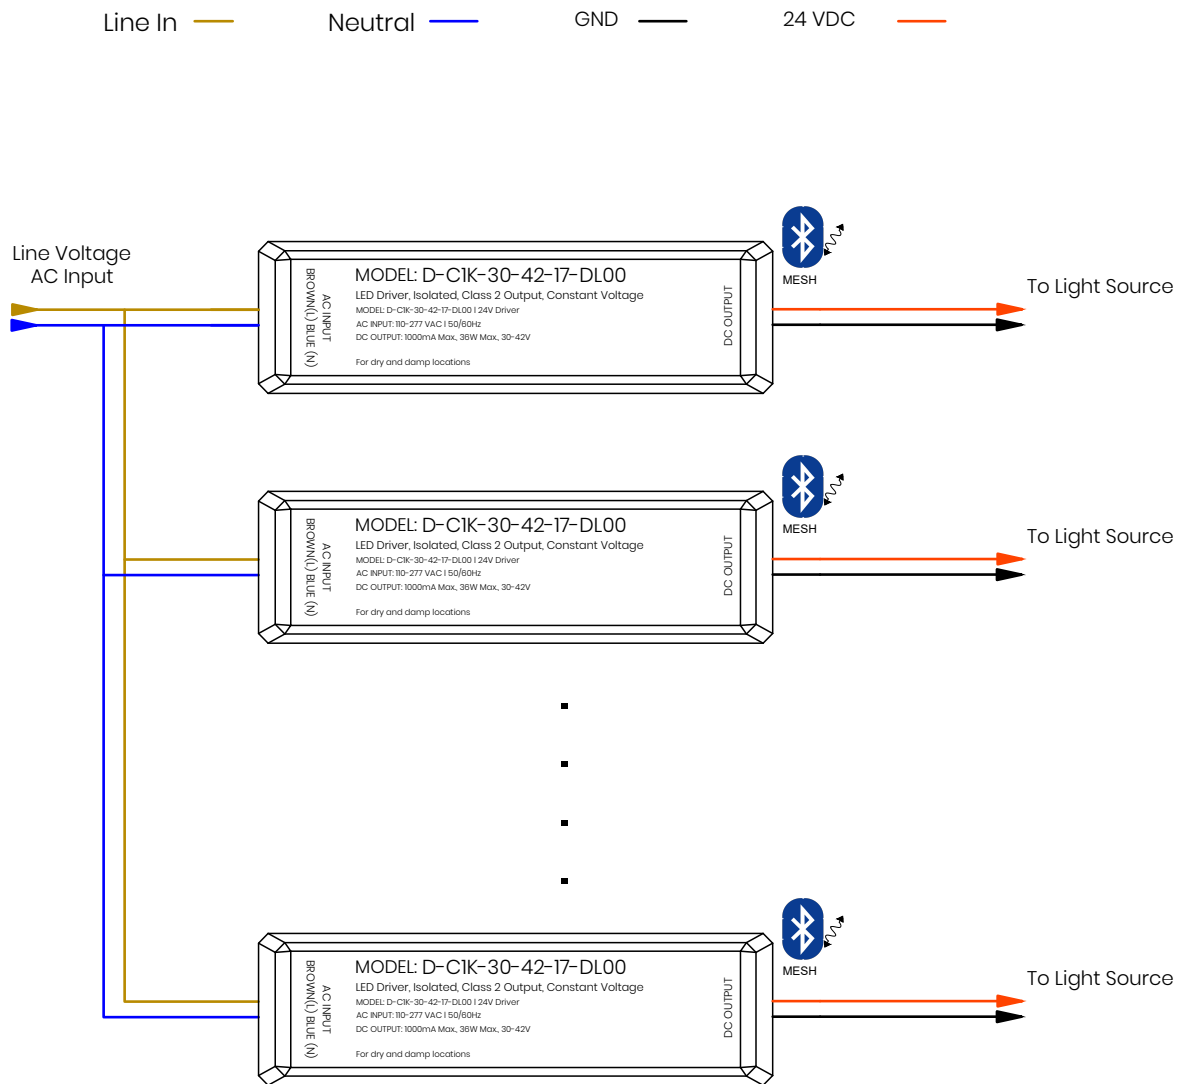 Line In
Neutral
GND
24 VDC
Line Voltage
AC Input
AC INPUT
BROWN(L) BLUE (N)
MODEL: D-C1K-30-42-17-DL00
LED Driver, Isolated, Class 2 Output, Constant Voltage
MODEL: D-C1K-30-42-17-DL00 | 24V Driver
AC INPUT: 110-277 VAC | 50/60Hz
DC OUTPUT: 1000mA Max., 36W Max., 30-42V
For dry and damp locations
DC OUTPUT
MESH
To Light Source
AC INPUT
BROWN(L) BLUE (N)
MODEL: D-C1K-30-42-17-DL00
LED Driver, Isolated, Class 2 Output, Constant Voltage
MODEL: D-C1K-30-42-17-DL00 | 24V Driver
AC INPUT: 110-277 VAC | 50/60Hz
DC OUTPUT: 1000mA Max., 36W Max., 30-42V
For dry and damp locations
DC OUTPUT
MESH
To Light Source
AC INPUT
BROWN(L) BLUE (N)
MODEL: D-C1K-30-42-17-DL00
LED Driver, Isolated, Class 2 Output, Constant Voltage
MODEL: D-C1K-30-42-17-DL00 | 24V Driver
AC INPUT: 110-277 VAC | 50/60Hz
DC OUTPUT: 1000mA Max., 36W Max., 30-42V
For dry and damp locations
DC OUTPUT
MESH
To Light Source